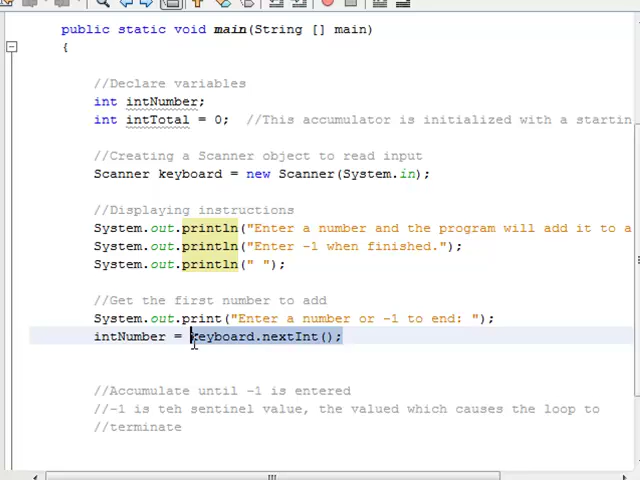 public static void main(String [] main)
{
//Declare variables
int intNumber;
int intTotal = 0;  //This accumulator is initialized with a startin
//Creating a Scanner object to read input
Scanner keyboard = new Scanner(System.in);
//Displaying instructions
System.out.println("Enter a number and the program will add it to a
System.out.println("Enter -1 when finished.");
System.out.println(" ");
//Get the first number to add
System.out.print("Enter a number or -1 to end: ");
intNumber = keyboard.nextInt();
//Accumulate until -1 is entered
//-1 is teh sentinel value, the valued which causes the loop to
//terminate